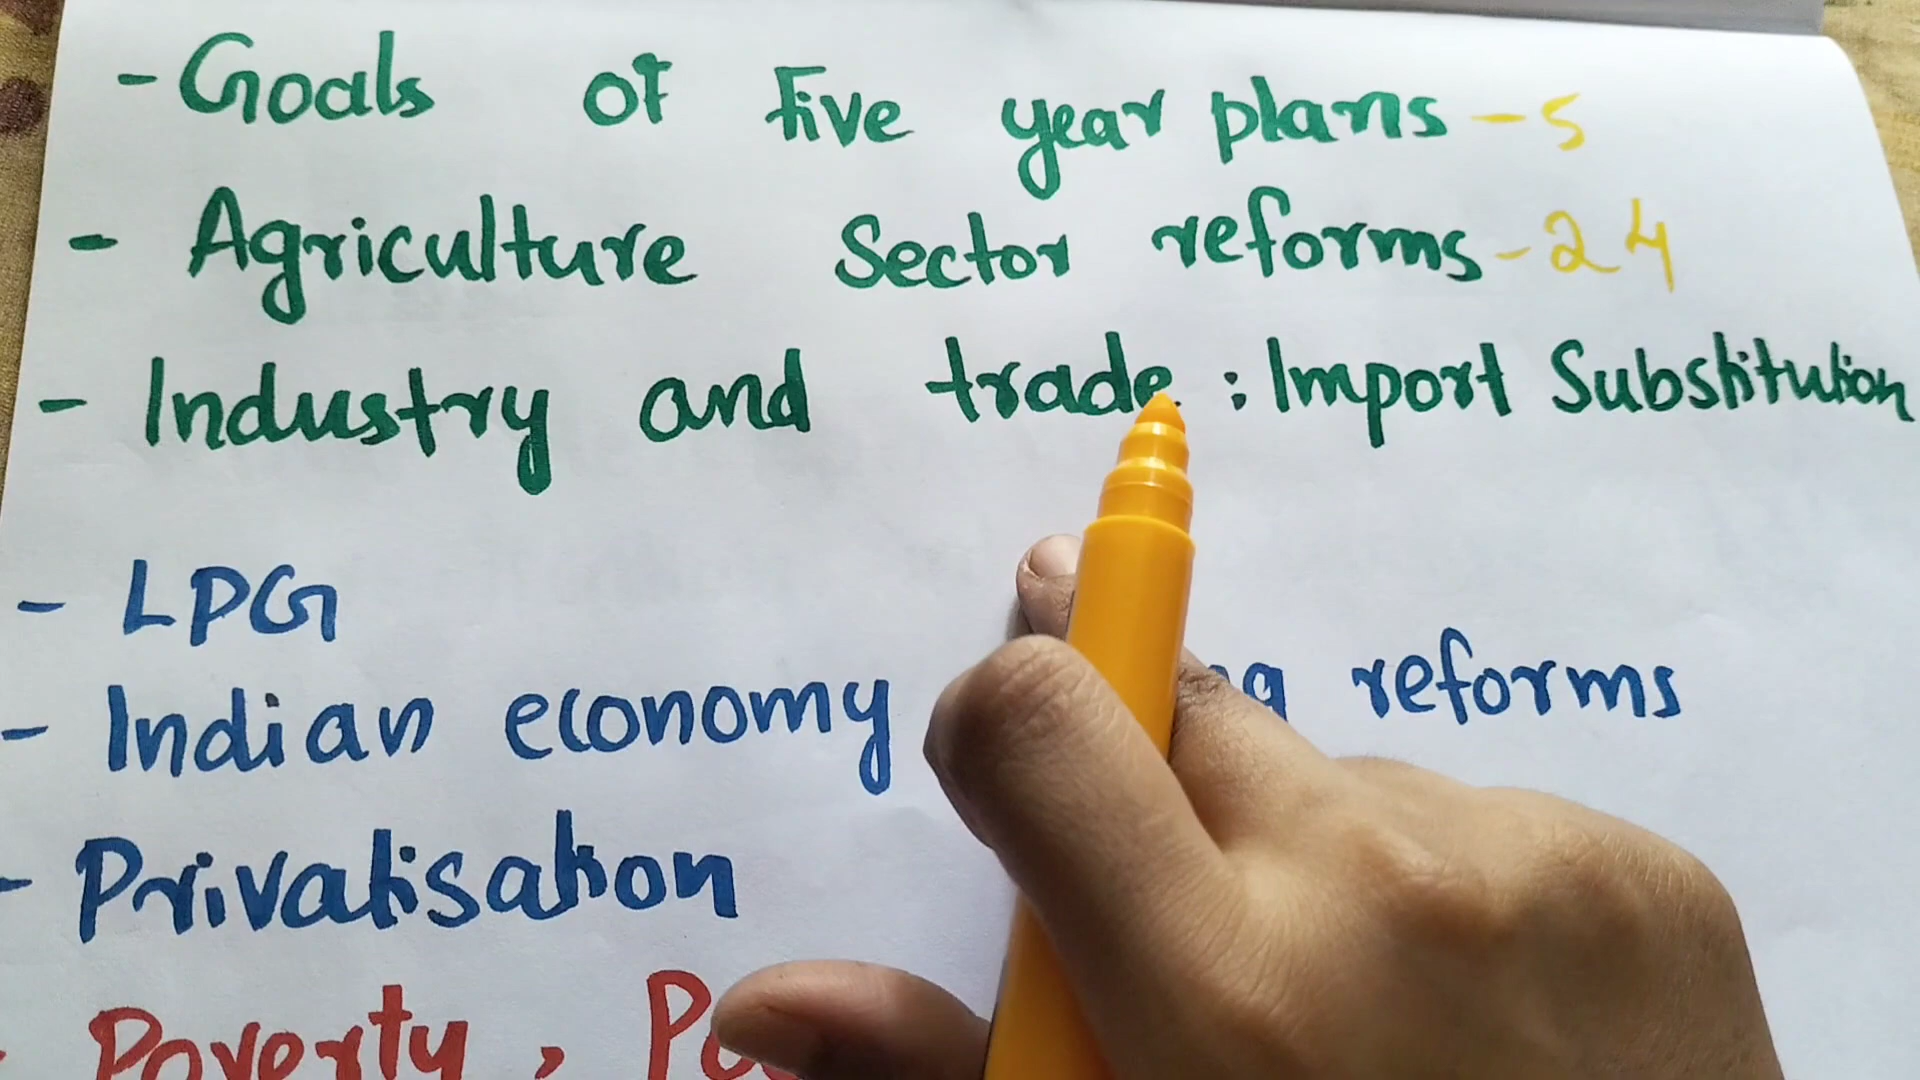 - Goals of Five year plans - 5
- Agriculture Sector reforms - 24
- Industry and trade : Import Substitution
- LPG
- Indian economy reforms
- Privatisation
- Poverty,